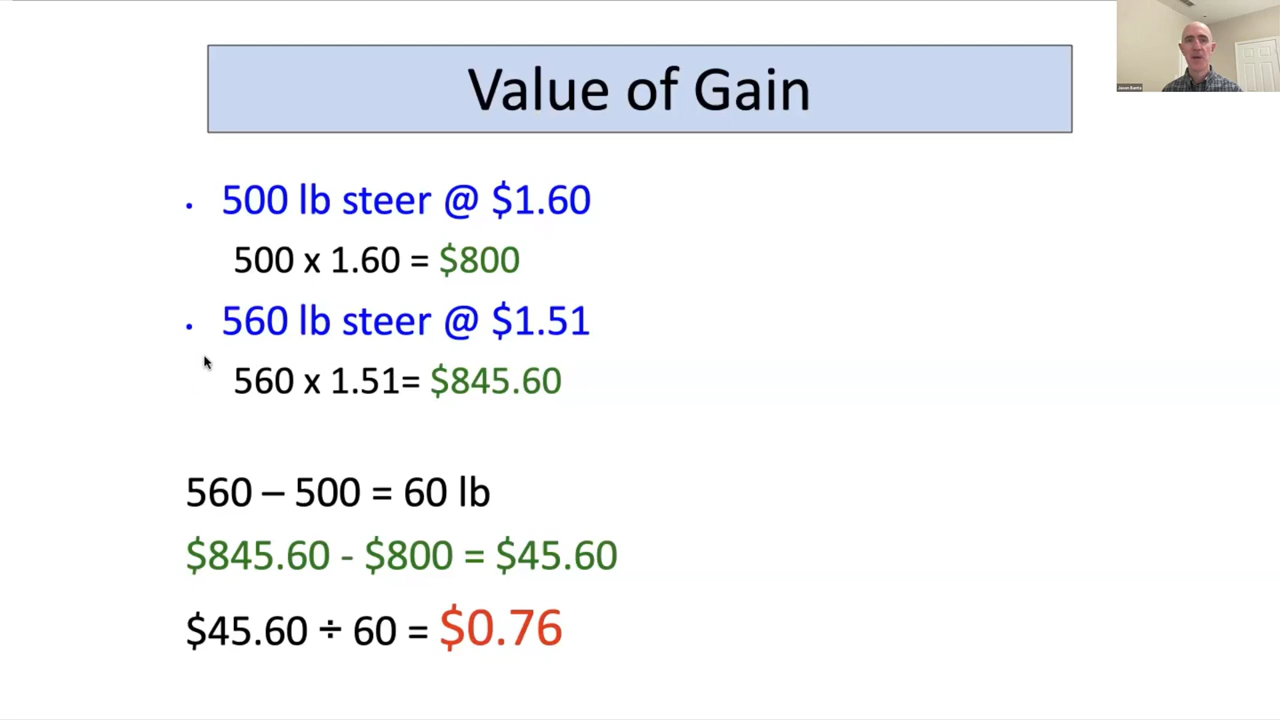 Value of Gain
• 500 lb steer @ $1.60
500 x 1.60 = $800
• 560 lb steer @ $1.51
560 x 1.51= $845.60
560 – 500 = 60 lb
$845.60 - $800 = $45.60
$45.60 ÷ 60 = $0.76